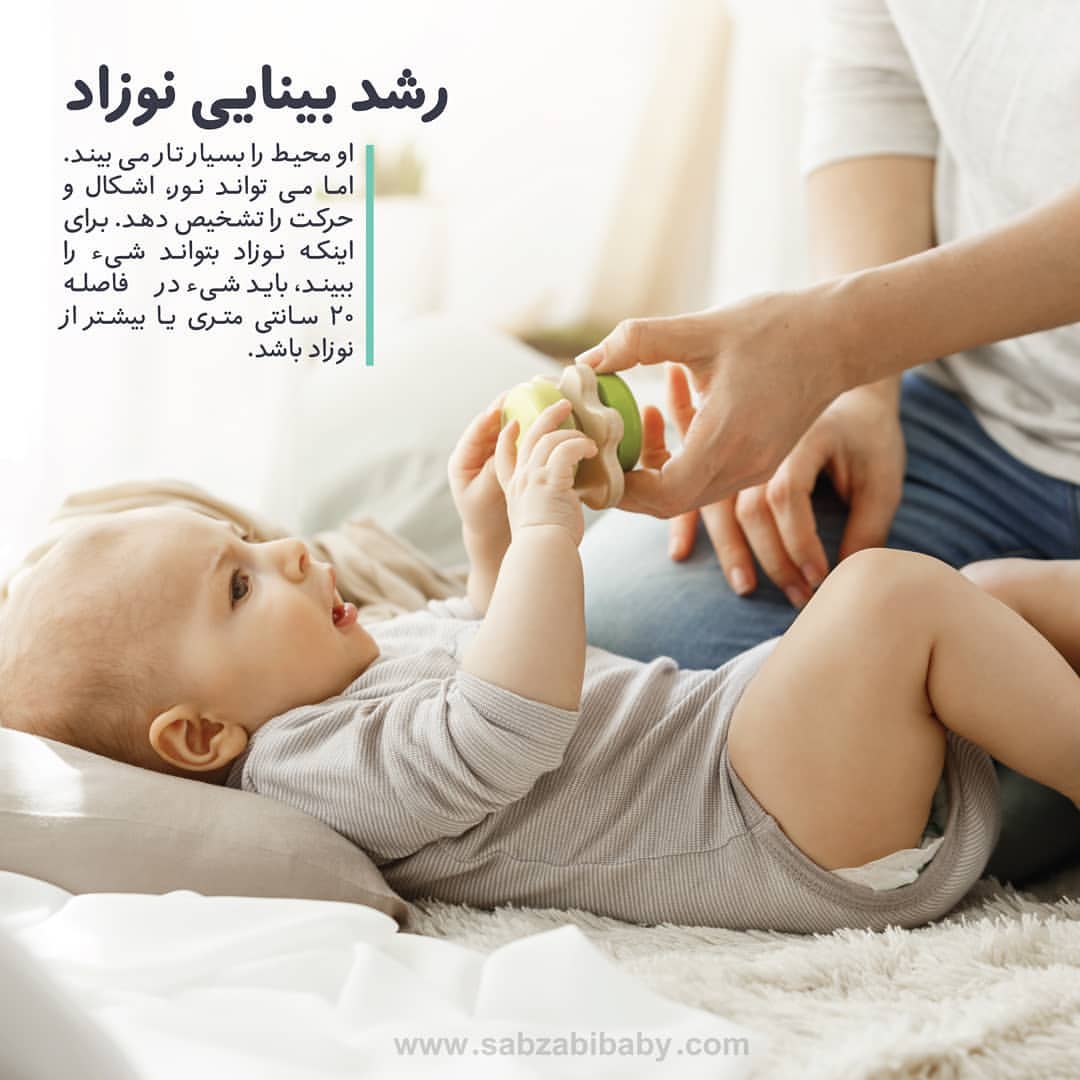 رشد بینایی نوزاد
او محیط را بسیار تار می بیند.
اما می تواند نور، اشکال و
حرکت را تشخیص دهد. برای
اینکه نوزاد بتواند شیء را
ببیند، باید شیء در فاصله
۲۰ سانتی متری یا بیشتر از
نوزاد باشد.
www.sabzabibaby.com